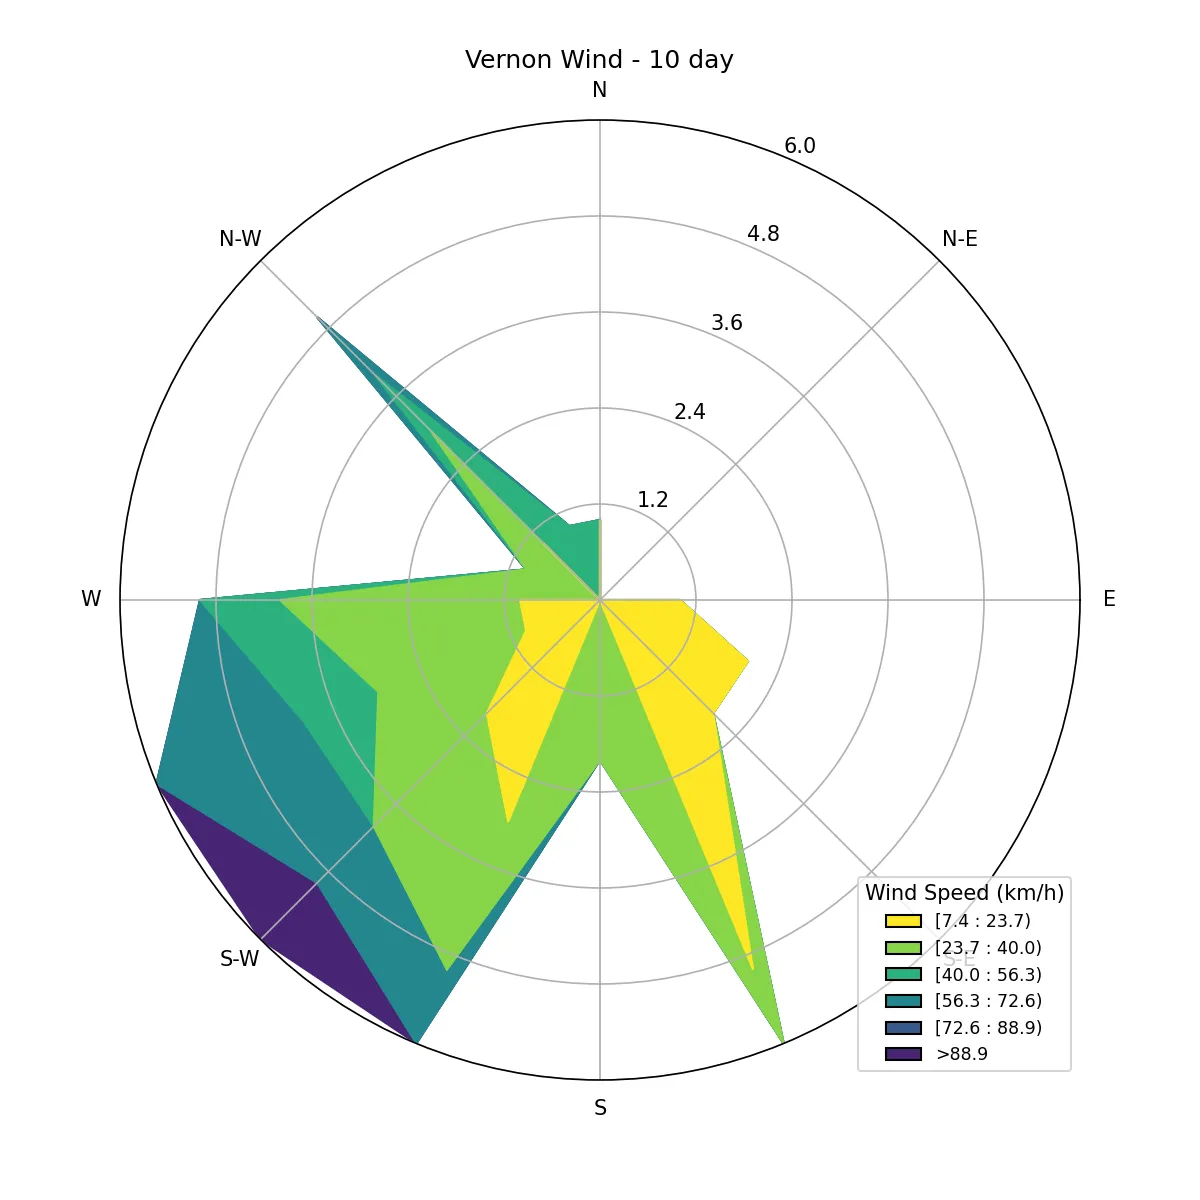 Vernon Wind - 10 day
N
6.0
N-W
4.8
N-E
3.6
2.4
1.2
W
E
Wind Speed (km/h)
[7.4 : 23.7)
[23.7 : 40.0)
S-W
S-E
[40.0 : 56.3)
[56.3 : 72.6)
[72.6 : 88.9)
>88.9
S